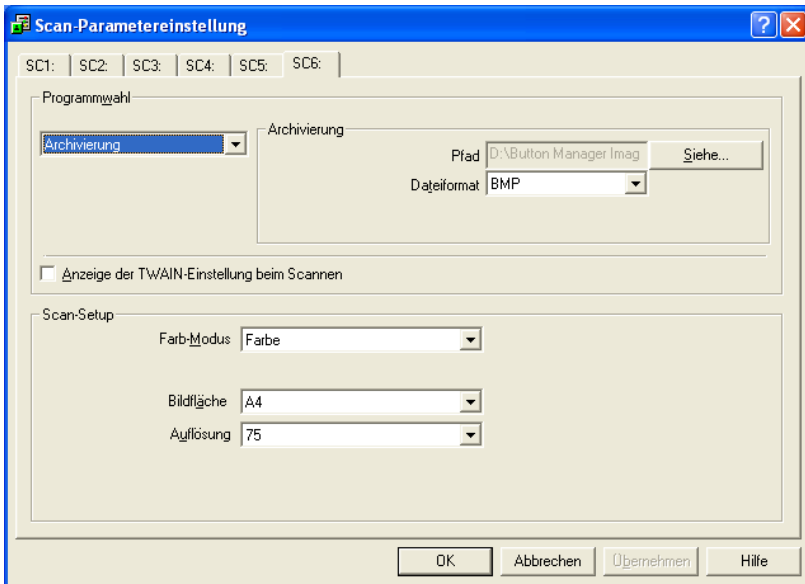 Scan-Parametereinstellung
SC1: SC2: SC3: SC4: SC5: SC6:
Programmwahl
Archivierung
Archivierung
Pfad D:\Button Manager Imag Siehe...
Dateiformat BMP
Anzeige der TWAIN-Einstellung beim Scannen
Scan-Setup
Farb-Modus Farbe
Bildfläche A4
Auflösung 75
OK Abbrechen Übernehmen Hilfe